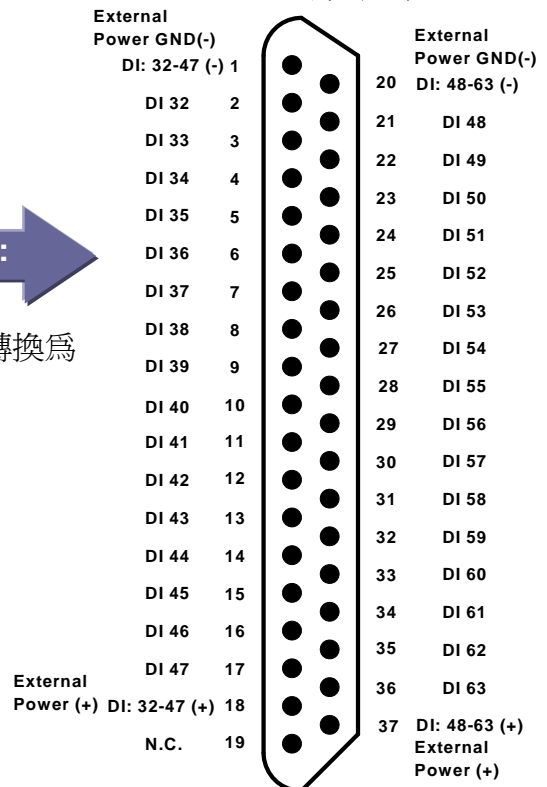 External
Power GND(-)
DI: 32-47 (-) 1
DI 32 2
DI 33 3
DI 34 4
DI 35 5
DI 36 6
DI 37 7
DI 38 8
DI 39 9
DI 40 10
DI 41 11
DI 42 12
DI 43 13
DI 44 14
DI 45 15
DI 46 16
DI 47 17
External
Power (+) DI: 32-47 (+) 18
N.C. 19
:
轉換為
External
Power GND(-)
20 DI: 48-63 (-)
21 DI 48
22 DI 49
23 DI 50
24 DI 51
25 DI 52
26 DI 53
27 DI 54
28 DI 55
29 DI 56
30 DI 57
31 DI 58
32 DI 59
33 DI 60
34 DI 61
35 DI 62
36 DI 63
37 DI: 48-63 (+)
External
Power (+)